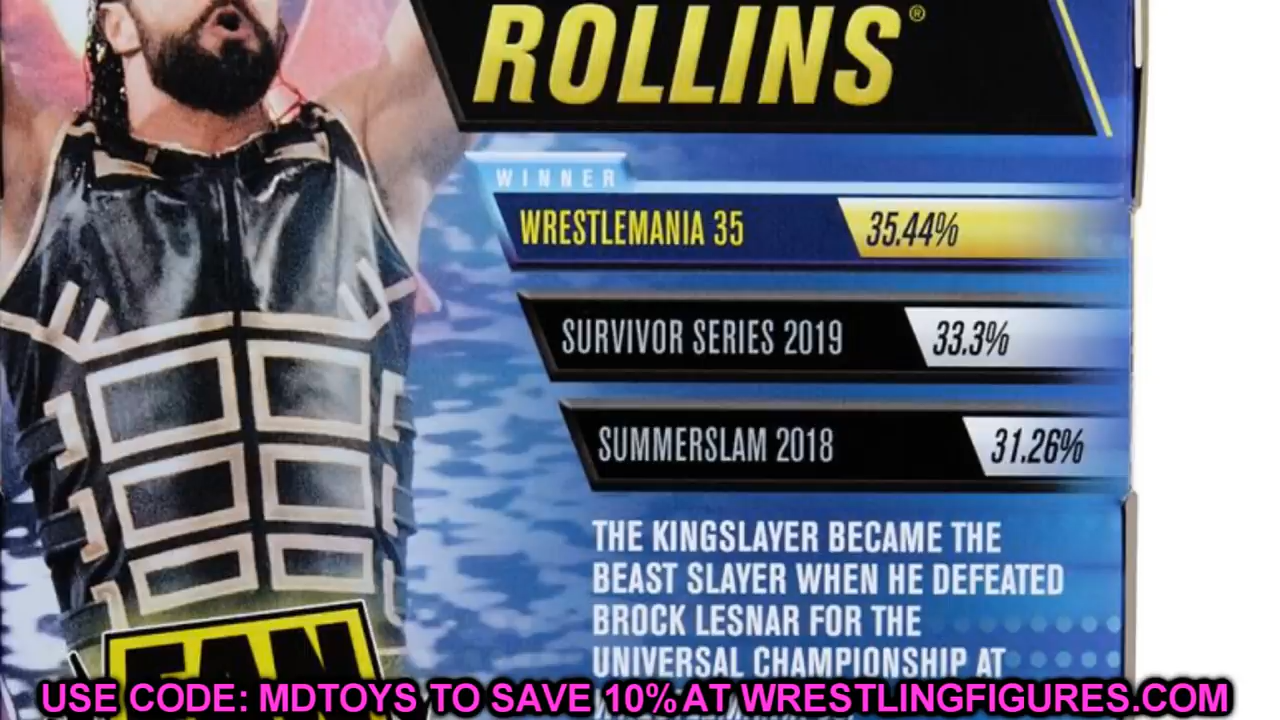 ROLLINS®
WINNER
WRESTLEMANIA 35 35.44%
SURVIVOR SERIES 2019 33.3%
SUMMERSLAM 2018 31.26%
THE KINGSLAYER BECAME THE
BEAST SLAYER WHEN HE DEFEATED
BROCK LESNAR FOR THE
UNIVERSAL CHAMPIONSHIP AT
FAN
USE CODE: MDTOYS TO SAVE 10% AT WRESTLINGFIGURES.COM